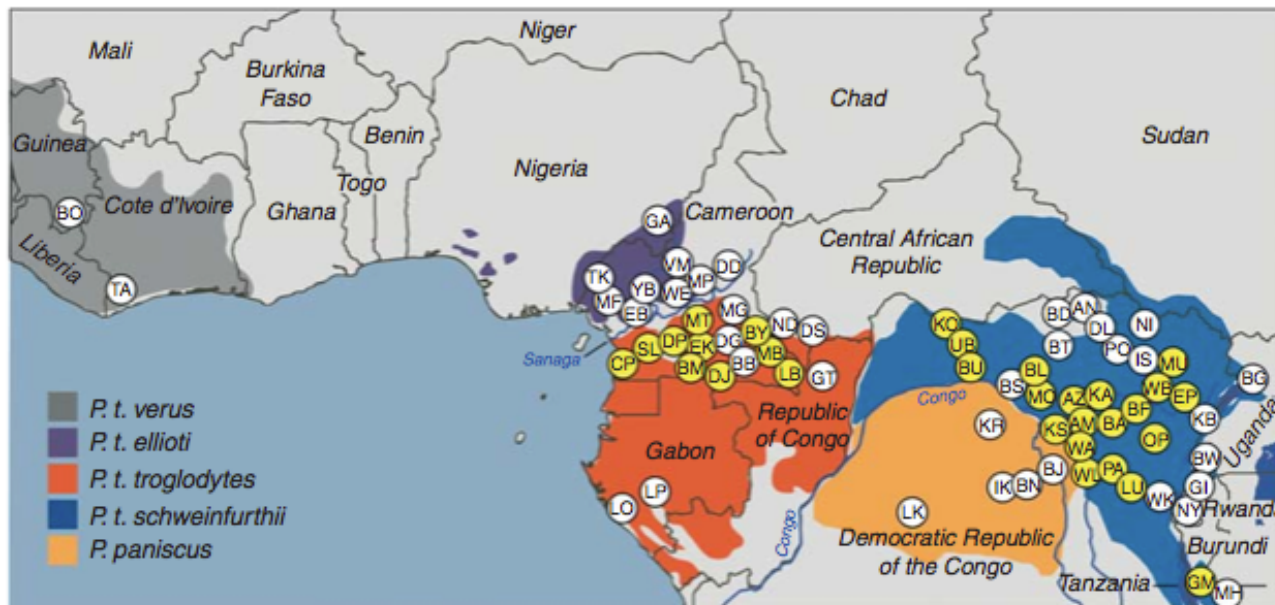 Mali
Niger
Burkina
Faso
Chad
Sudan
Guinea
Benin
Nigeria
Togo
Cote d'Ivoire
Ghana
Cameroon
Central African
Republic
Liberia
BO
TA
GA
TK
MF
EB
YB
VM
WE
MP
DD
Sanaga
MT
MG
CP
SL
DP
EK
DG
BY
ND
DS
BM
DJ
BB
MB
LB
GT
KO
UB
BU
BD
AN
DL
NI
BT
PO
IS
MU
BS
BL
MO
AZ
KA
WB
EP
BG
BF
KB
KS
AM
BA
OP
WA
BW
Congo
KR
BJ
WL
PA
LU
WK
GI
NY
IK
BN
LK
Uganda
Rwanda
Burundi
Republic
of Congo
Gabon
LP
LO
Congo
Democratic Republic
of the Congo
Tanzania
GM
MH
P. t. verus
P. t. ellioti
P. t. troglodytes
P. t. schweinfurthii
P. paniscus